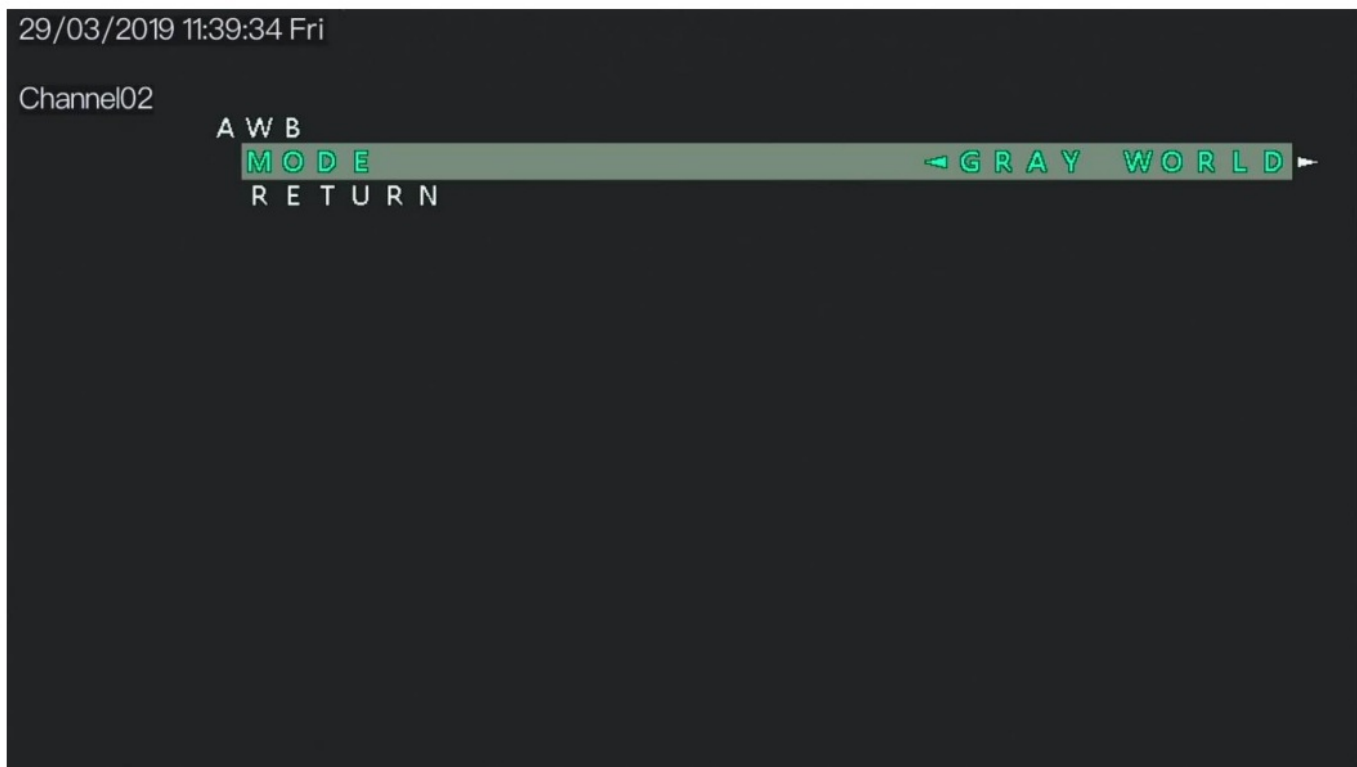 29/03/2019 11:39:34 Fri
Channel02
AWB
MODE ◄GRAY WORLD►
RETURN